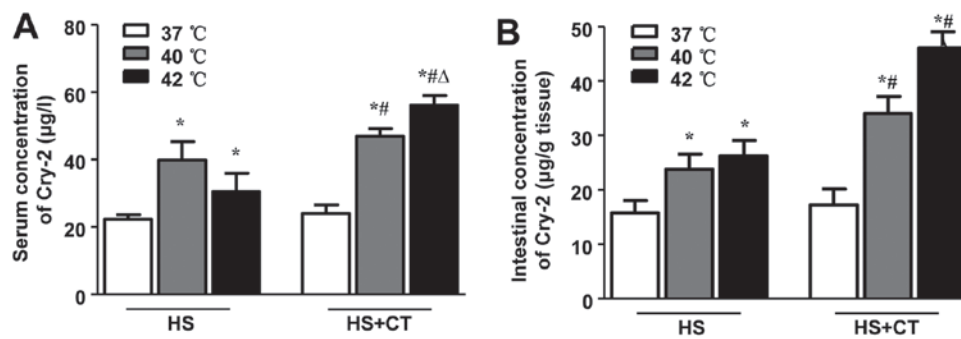 A
Serum concentration
of Cry-2 (µg/l)
80
60
40
20
0
37 ℃
40 ℃
42 ℃
*
*
*#
*#Δ
HS
HS+CT
B
Intestinal concentration
of Cry-2 (µg/g tissue)
50
40
30
20
10
0
37 ℃
40 ℃
42 ℃
*
*
*#
*#
HS
HS+CT